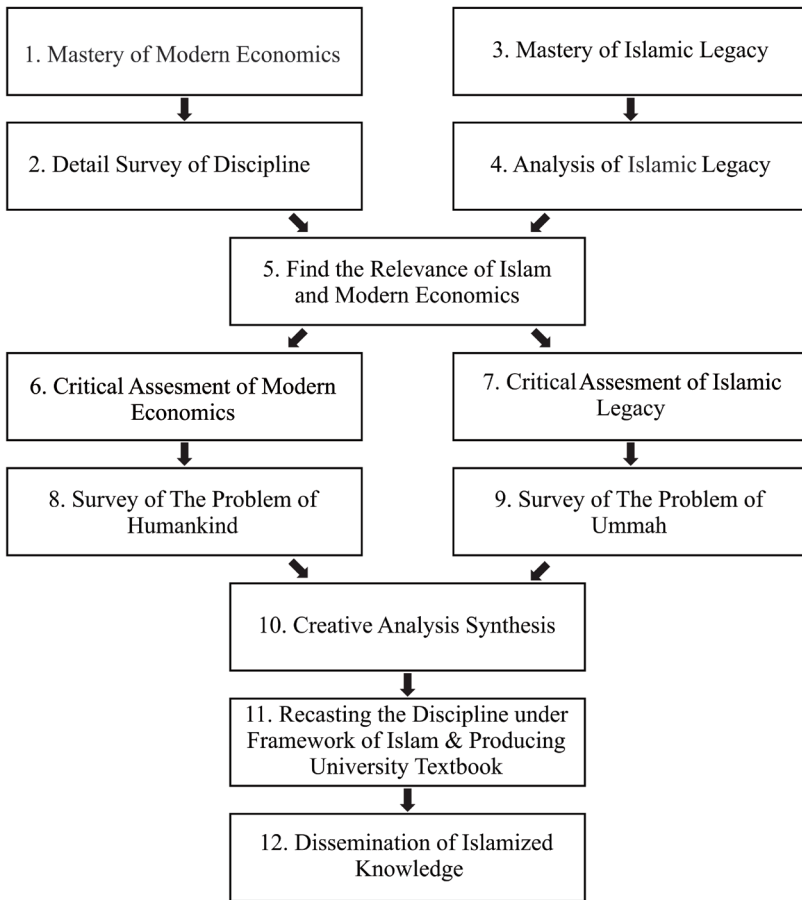 1. Mastery of Modern Economics
3. Mastery of Islamic Legacy
2. Detail Survey of Discipline
4. Analysis of Islamic Legacy
5. Find the Relevance of Islam
and Modern Economics
6. Critical Assesment of Modern
Economics
7. Critical Assesment of Islamic
Legacy
8. Survey of The Problem of
Humankind
9. Survey of The Problem of
Ummah
10. Creative Analysis Synthesis
11. Recasting the Discipline under
Framework of Islam & Producing
University Textbook
12. Dissemination of Islamized
Knowledge